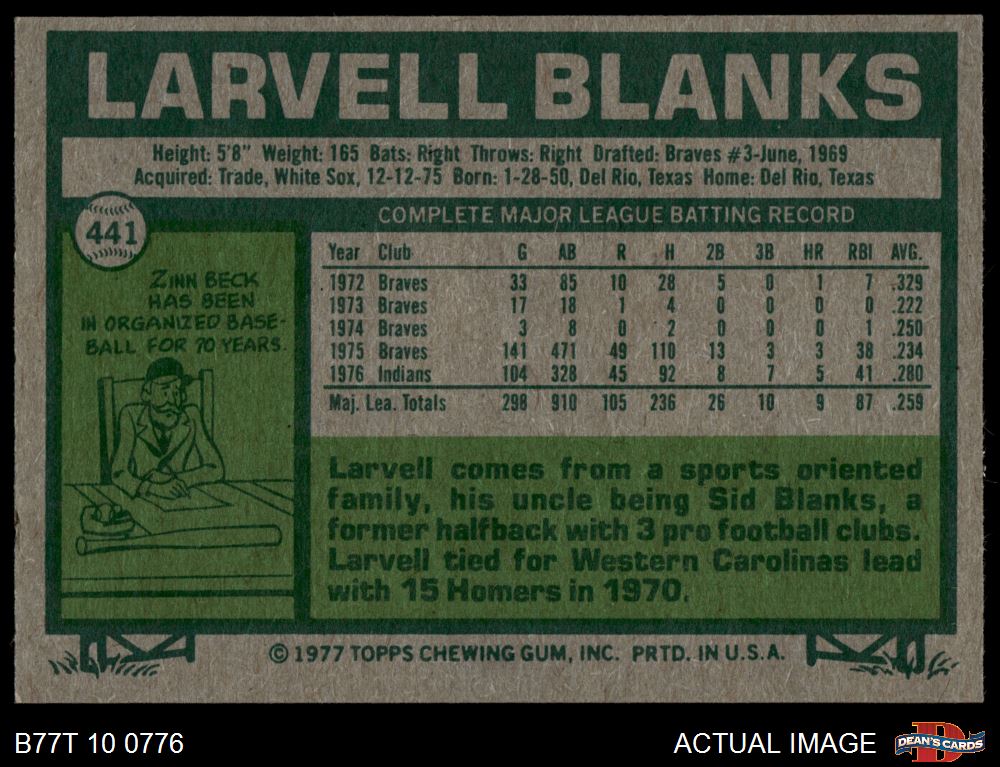 LARVELL BLANKS
Height: 5'8" Weight: 165 Bats: Right Throws: Right Drafted: Braves #3-June, 1969
Acquired: Trade, White Sox, 12-12-75 Born: 1-28-50, Del Rio, Texas Home: Del Rio, Texas
441
COMPLETE MAJOR LEAGUE BATTING RECORD
ZINN BECK
HAS BEEN
IN ORGANIZED BASE-
BALL FOR 70 YEARS.
Year Club G AB R H 2B 3B HR RBI AVG.
1972 Braves 33 85 10 28 5 0 1 7 .329
1973 Braves 17 18 1 4 0 0 0 0 .222
1974 Braves 3 8 0 2 0 0 0 1 .250
1975 Braves 141 471 49 110 13 3 3 38 .234
1976 Indians 104 328 45 92 8 7 5 41 .280
Maj. Lea. Totals 298 910 105 236 26 10 9 87 .259
Larvell comes from a sports oriented
family, his uncle being Sid Blanks, a
former halfback with 3 pro football clubs.
Larvell tied for Western Carolinas lead
with 15 Homers in 1970.
© 1977 TOPPS CHEWING GUM, INC. PRTD. IN U.S.A.
B77T 10 0776
ACTUAL IMAGE
D
DEAN'S CARDS